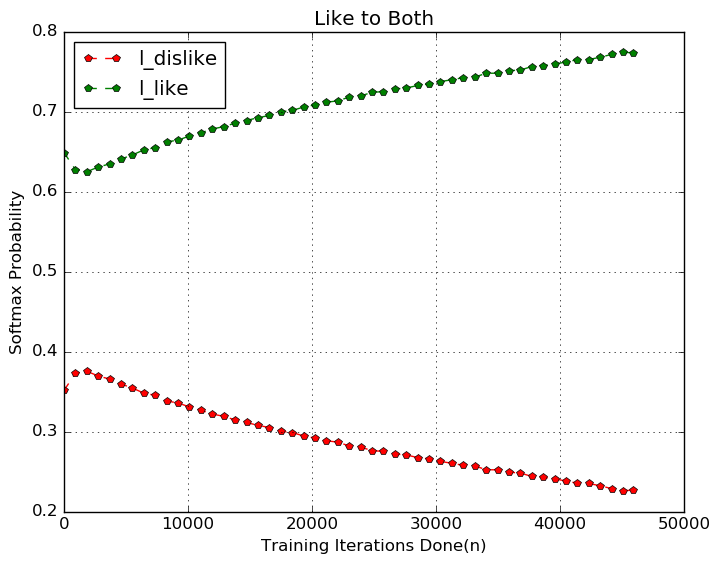 Like to Both
l_dislike
l_like
0.8
0.7
0.6
0.5
0.4
0.3
0.2
Softmax Probability
0 10000 20000 30000 40000 50000
Training Iterations Done(n)